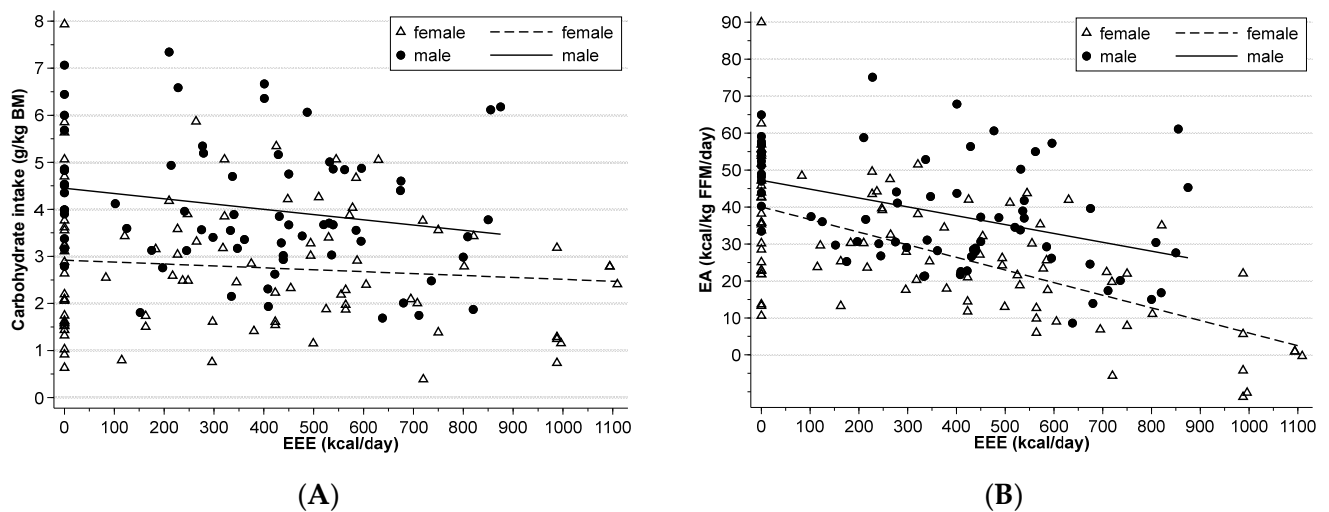 A
B
female female
male male
female female
male male
Carbohydrate intake (g/kg BM)
8
7
6
5
4
3
2
1
0
0 100 200 300 400 500 600 700 800 900 1000 1100
EEE (kcal/day)
EA (kcal/kg FFM/day)
90
80
70
60
50
40
30
20
10
0
0 100 200 300 400 500 600 700 800 900 1000 1100
EEE (kcal/day)
(A)
(B)